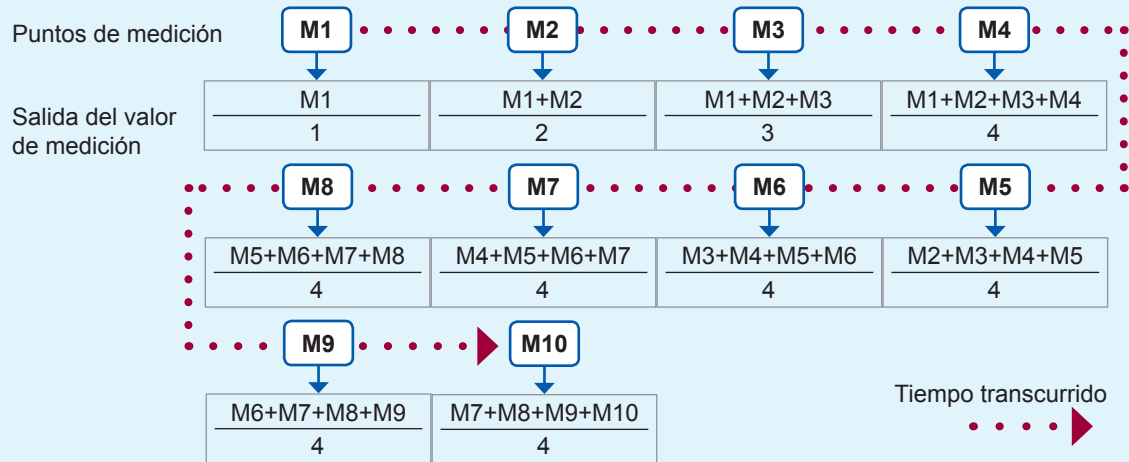 Puntos de medición
M1 M2 M3 M4
Salida del valor
de medición
M1 M1+M2 M1+M2+M3 M1+M2+M3+M4
1 2 3 4
M8 M7 M6 M5
M5+M6+M7+M8 M4+M5+M6+M7 M3+M4+M5+M6 M2+M3+M4+M5
4 4 4 4
M9 M10
M6+M7+M8+M9 M7+M8+M9+M10
4 4
Tiempo transcurrido